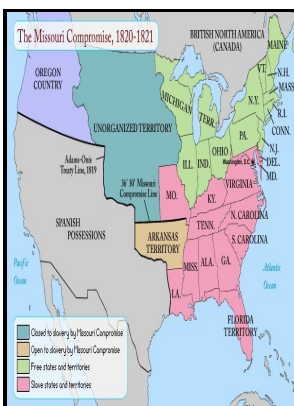 The Missouri Compromise, 1820-1821
BRITISH NORTH AMERICA
(CANADA)
MAINE
OREGON
COUNTRY
VT.
N.H.
MASS
MICHIGAN
TERR.
N.Y.
R.I.
CONN.
UNORGANIZED TERRITORY
PA.
N.J.
OHIO
DEL.
MD.
Washington, D.C.
ILL.
IND.
Adams-Onís
Treaty Line, 1819
36°30' Missouri
Compromise Line
MO.
VIRGINIA
KY.
N. CAROLINA
TENN.
SPANISH
POSSESSIONS
ARKANSAS
TERRITORY
S. CAROLINA
MISS.
ALA.
GA.
LA.
Pacific
Ocean
Atlantic
Ocean
FLORIDA
TERRITORY
Closed to slavery by Missouri Compromise
Open to slavery by Missouri Compromise
Free states and territories
Slave states and territories